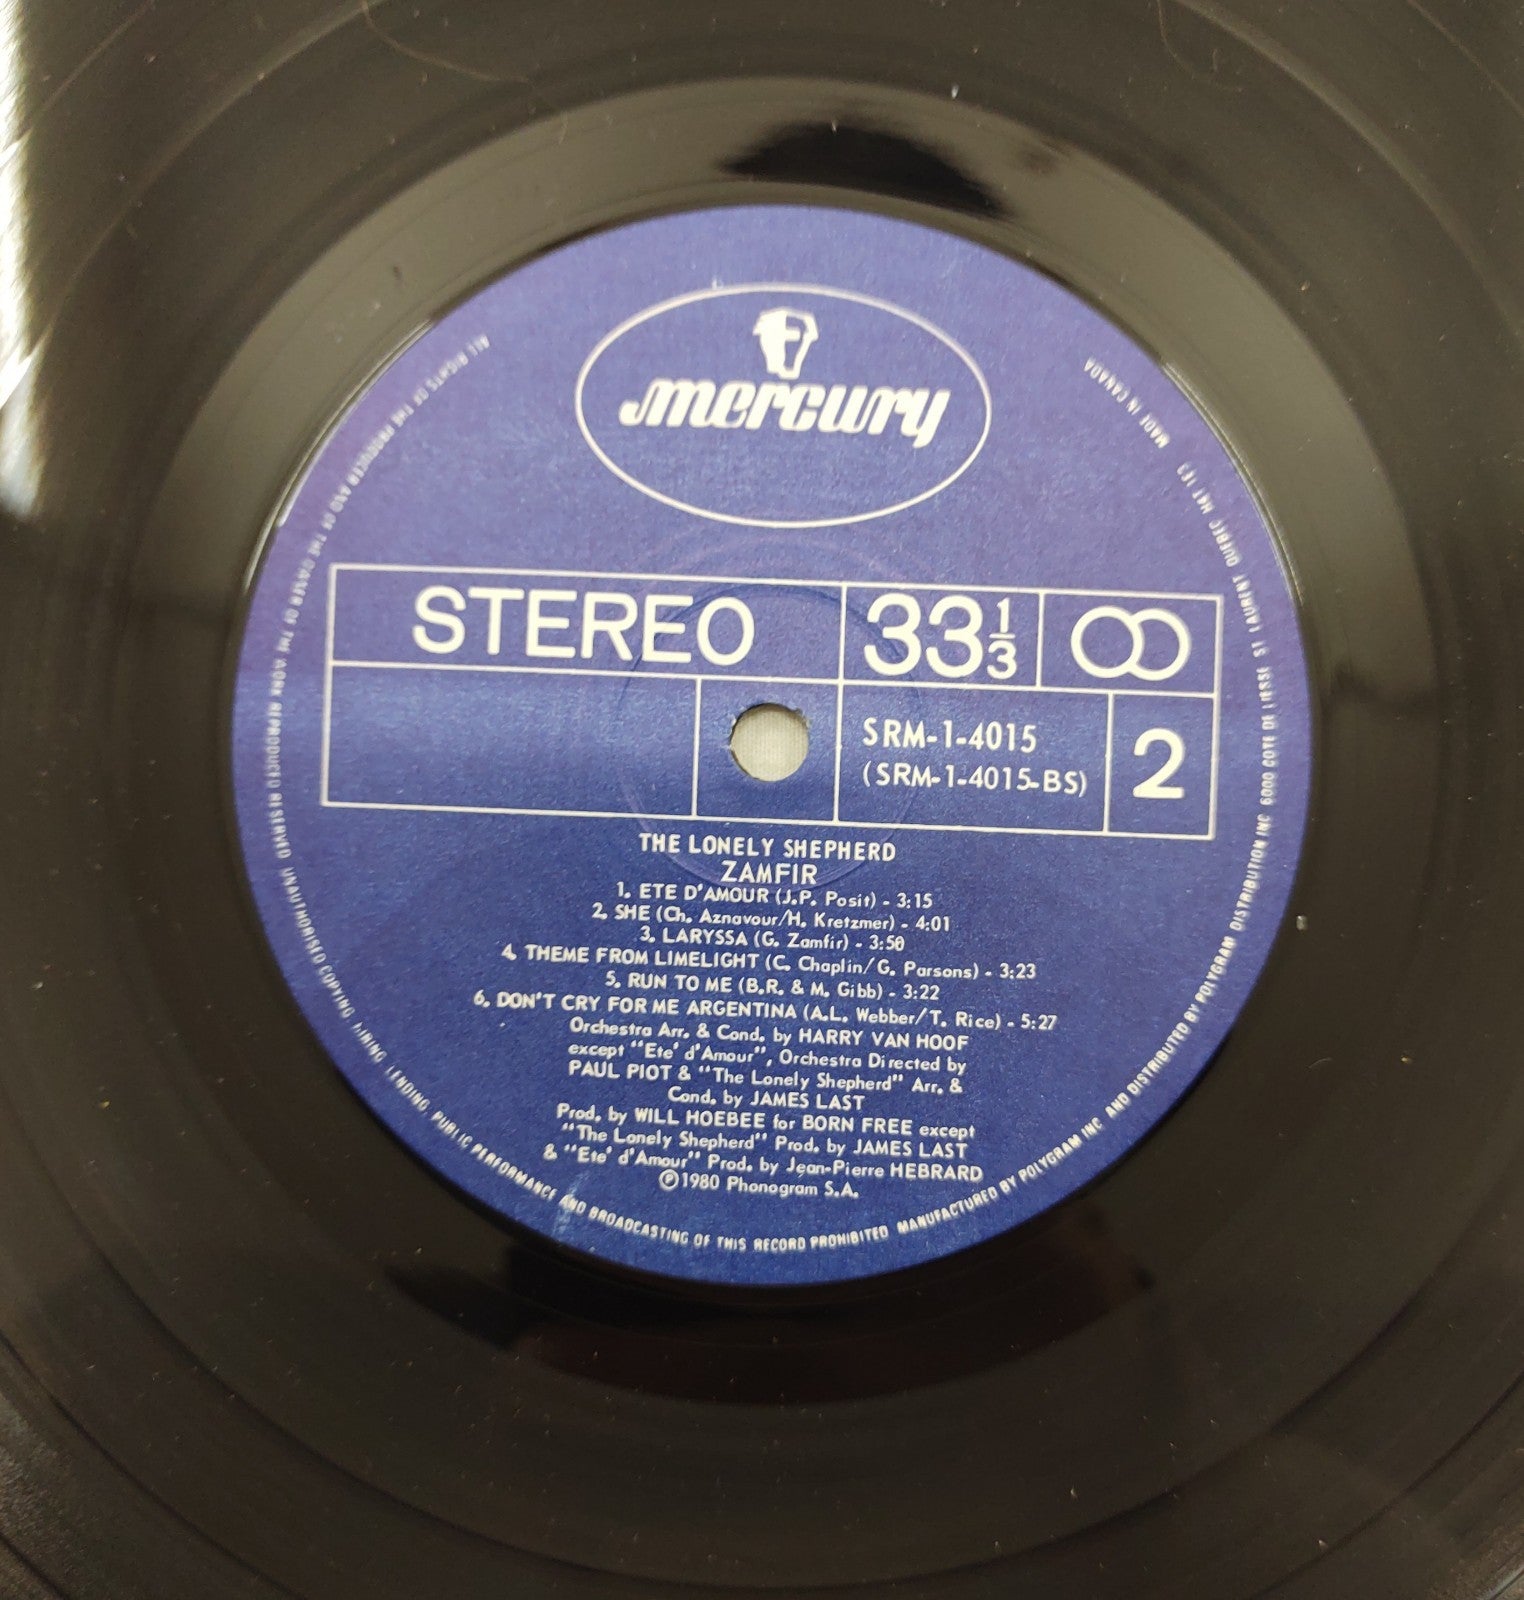 mercury
STEREO
33 1/3
SRM-1-4015
(SRM-1-4015-BS)
2
THE LONELY SHEPHERD
ZAMFIR
1. ETE D'AMOUR (J.P. Posit) - 3:15
2. SHE (Ch. Aznavour/H. Kretzmer) - 4:01
3. LARYSSA (G. Zamfir) - 3:50
4. THEME FROM LIMELIGHT (C. Chaplin/G. Parsons) - 3:23
5. RUN TO ME (B.R. & M. Gibb) - 3:22
6. DON'T CRY FOR ME ARGENTINA (A.L. Webber/T. Rice) - 5:27
Orchestra Arr. & Cond. by HARRY VAN HOOF
except "Ete' d'Amour", Orchestra Directed by
PAUL PIOT & "The Lonely Shepherd" Arr. &
Cond. by JAMES LAST
Prod. by WILL HOEBEE for BORN FREE except
"The Lonely Shepherd" Prod. by JAMES LAST
& "Ete' d'Amour" Prod. by Jean-Pierre HEBRARD
Ⓟ1980 Phonogram S.A.
ALL RIGHTS OF THE PRODUCER AND OF THE OWNER OF THE WORK REPRODUCED RESERVED UNAUTHORISED COPYING, HIRING, LENDING, PUBLIC PERFORMANCE AND BROADCASTING OF THIS RECORD PROHIBITED MANUFACTURED BY POLYGRAM INC AND DISTRIBUTED BY POLYGRAM DISTRIBUTION INC 6000 COTE DE LIESSE ST LAURENT QUEBEC H4T 1E3
MADE IN CANADA